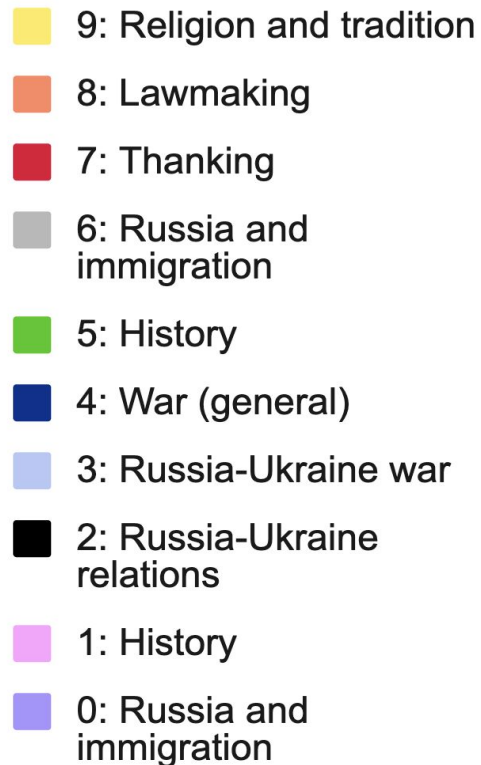 9: Religion and tradition
8: Lawmaking
7: Thanking
6: Russia and
immigration
5: History
4: War (general)
3: Russia-Ukraine war
2: Russia-Ukraine
relations
1: History
0: Russia and
immigration